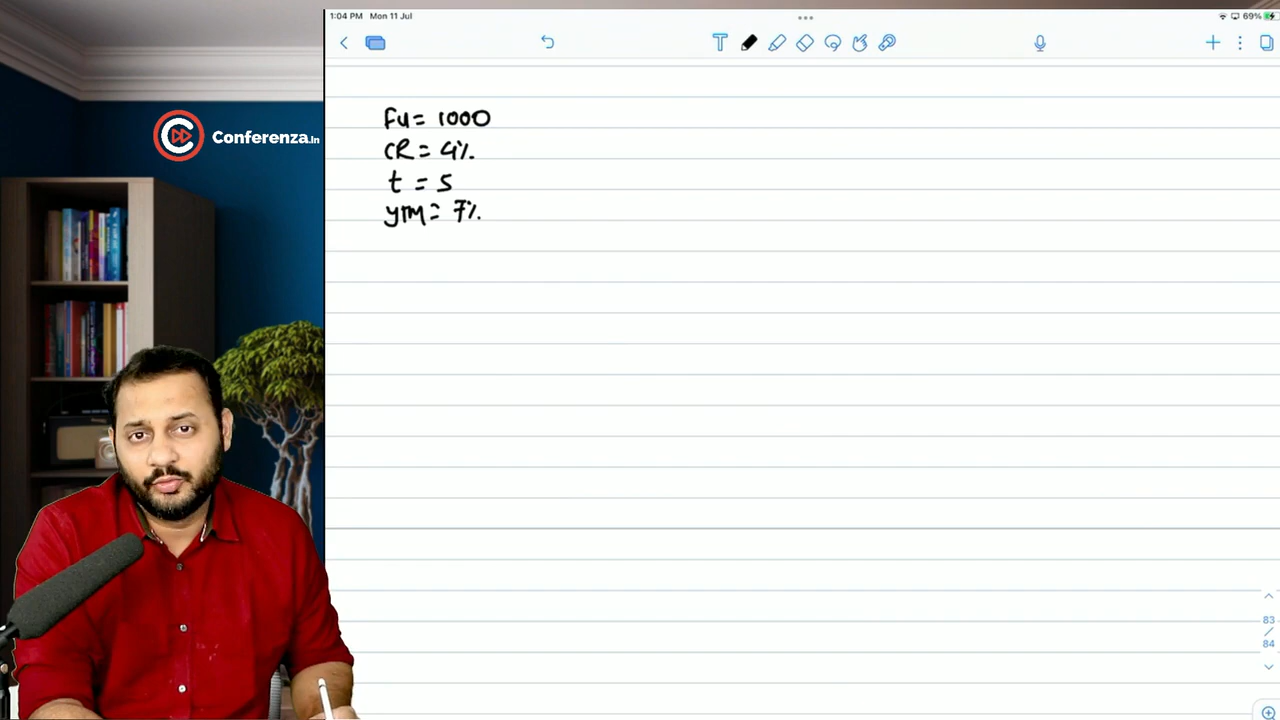 1:04 PM Mon 11 Jul
69%
Conferenza.in
FV = 1000
CR = 4%.
t = 5
YTM = 7%.
83
/
84